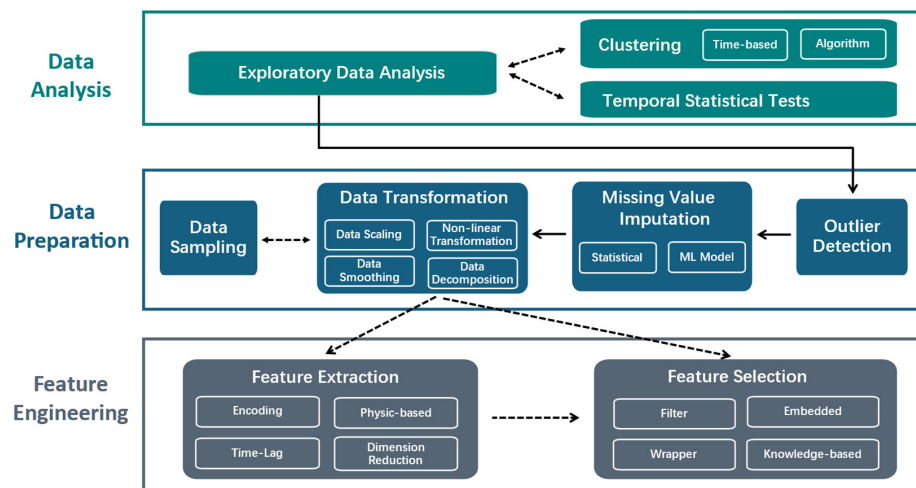 Data
Analysis
Exploratory Data Analysis
Clustering
Time-based
Algorithm
Temporal Statistical Tests
Data
Preparation
Data
Sampling
Data Transformation
Data Scaling
Non-linear
Transformation
Data
Smoothing
Data
Decomposition
Missing Value
Imputation
Statistical
ML Model
Outlier
Detection
Feature
Engineering
Feature Extraction
Encoding
Physic-based
Time-Lag
Dimension
Reduction
Feature Selection
Filter
Embedded
Wrapper
Knowledge-based